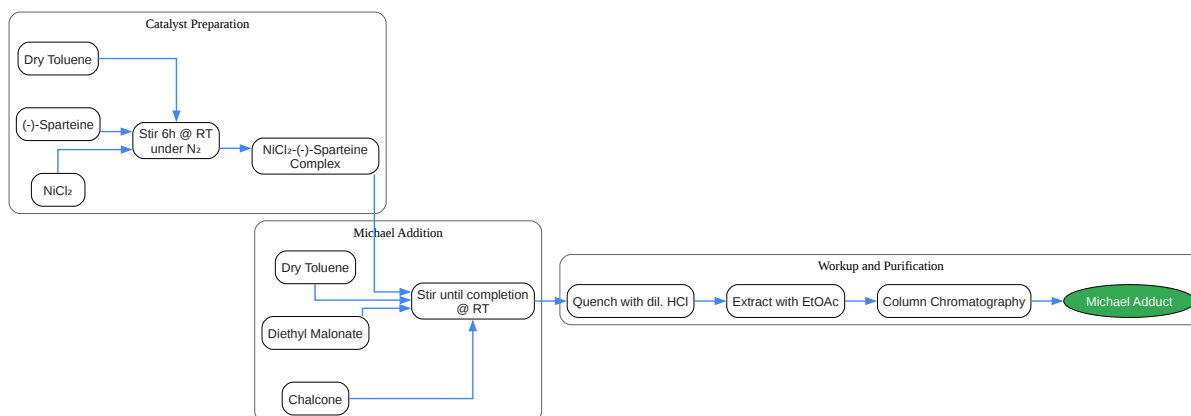 Catalyst Preparation
Dry Toluene
(-)-Sparteine
Stir 6h @ RT
under N₂
NiCl₂
NiCl₂-(-)-Sparteine
Complex
Michael Addition
Dry Toluene
Stir until completion
@ RT
Diethyl Malonate
Chalcone
Workup and Purification
Quench with dil. HCl
Extract with EtOAc
Column Chromatography
Michael Adduct